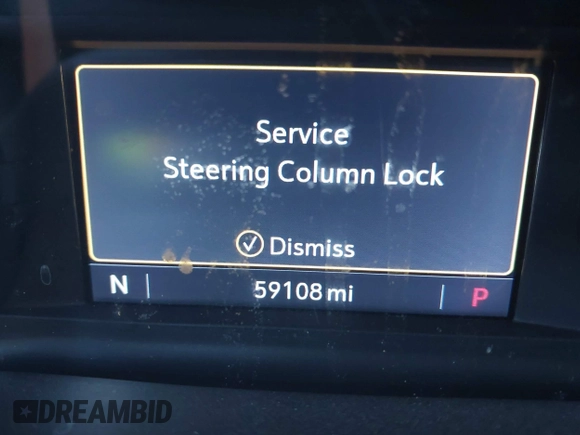 Service
Steering Column Lock
Dismiss
N
59108 mi
P
DREAMBID